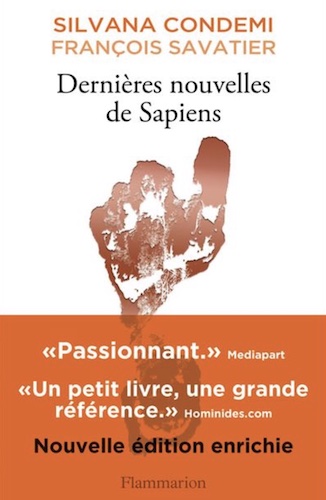 SILVANA CONDEMI
FRANÇOIS SAVATIER
Dernières nouvelles
de Sapiens
«Passionnant.» Mediapart
«Un petit livre, une grande
référence.» Hominides.com
Nouvelle édition enrichie
Flammarion